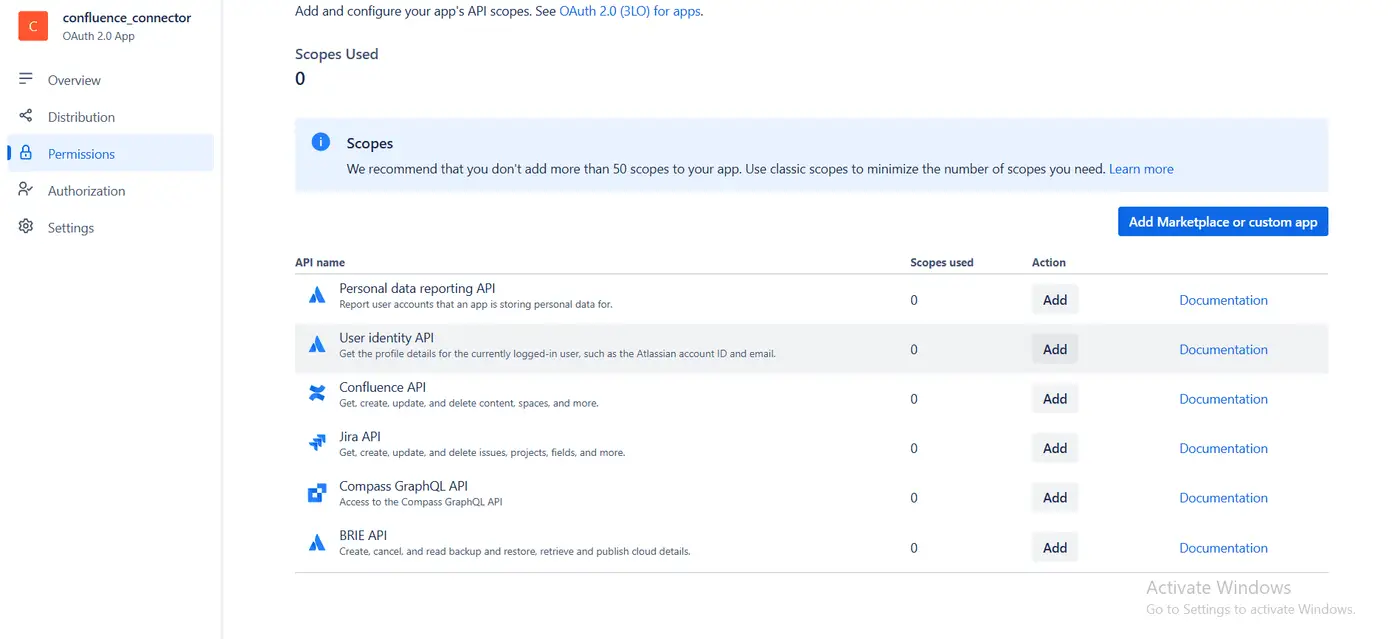 C
confluence_connector
OAuth 2.0 App
Overview
Distribution
Permissions
Authorization
Settings
Add and configure your app's API scopes. See OAuth 2.0 (3LO) for apps.
Scopes Used
0
i
Scopes
We recommend that you don't add more than 50 scopes to your app. Use classic scopes to minimize the number of scopes you need. Learn more
Add Marketplace or custom app
API name Scopes used Action
Personal data reporting API
Report user accounts that an app is storing personal data for.
0 Add Documentation
User identity API
Get the profile details for the currently logged-in user, such as the Atlassian account ID and email.
0 Add Documentation
Confluence API
Get, create, update, and delete content, spaces, and more.
0 Add Documentation
Jira API
Get, create, update, and delete issues, projects, fields, and more.
0 Add Documentation
Compass GraphQL API
Access to the Compass GraphQL API
0 Add Documentation
BRIE API
Create, cancel, and read backup and restore, retrieve and publish cloud details.
0 Add Documentation
Activate Windows
Go to Settings to activate Windows.